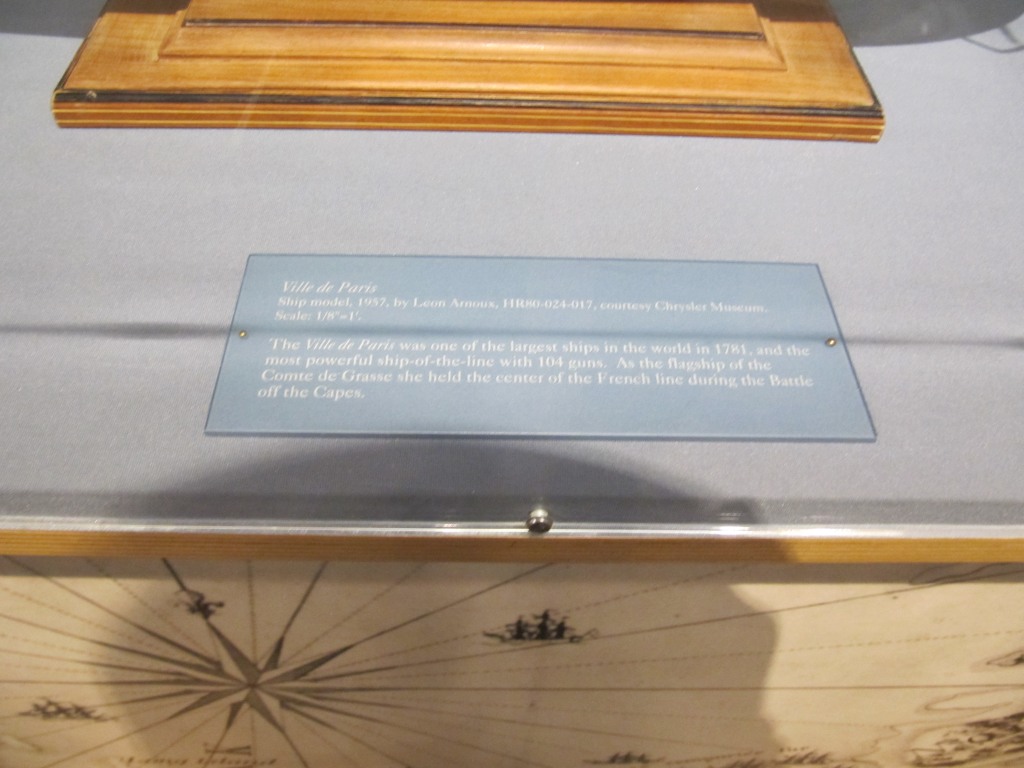 Ville de Paris
Ship model, 1957, by Leon Arnoux, HR80-024-017, courtesy Chrysler Museum.
Scale: 1/8"=1'.
The Ville de Paris was one of the largest ships in the world in 1781, and the
most powerful ship-of-the-line with 104 guns. As the flagship of the
Comte de Grasse she held the center of the French line during the Battle
off the Capes.